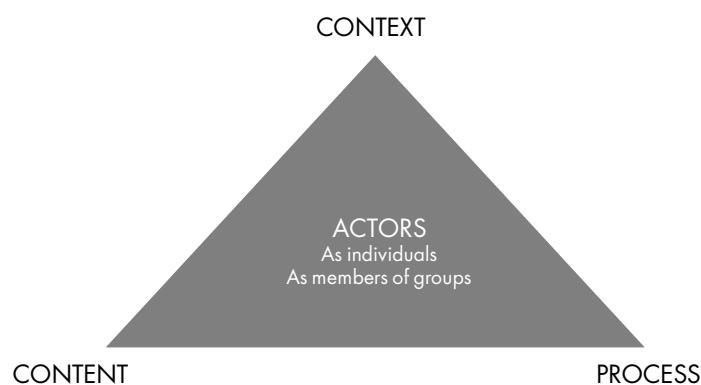 CONTEXT
ACTORS
As individuals
As members of groups
CONTENT
PROCESS